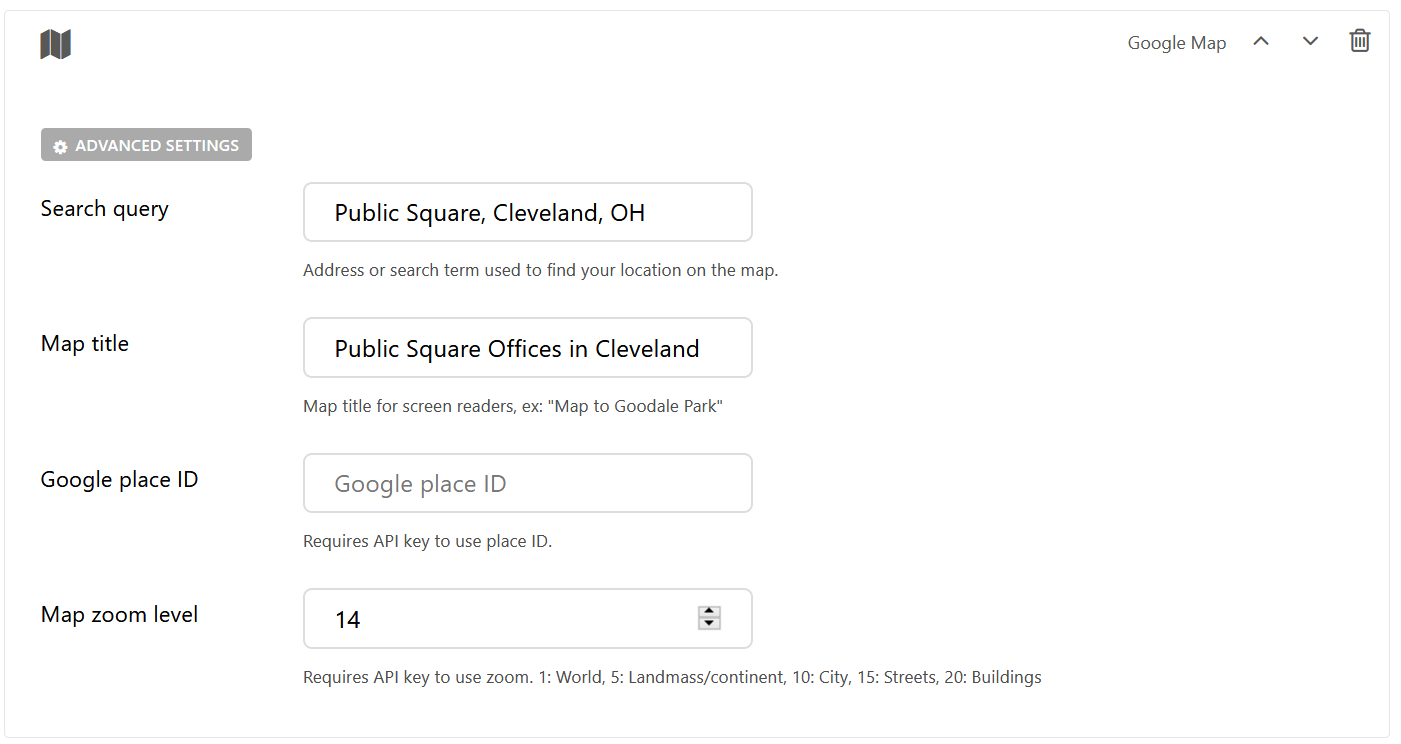 Google Map
ADVANCED SETTINGS
Search query
Public Square, Cleveland, OH
Address or search term used to find your location on the map.
Map title
Public Square Offices in Cleveland
Map title for screen readers, ex: "Map to Goodale Park"
Google place ID
Google place ID
Requires API key to use place ID.
Map zoom level
14
Requires API key to use zoom. 1: World, 5: Landmass/continent, 10: City, 15: Streets, 20: Buildings